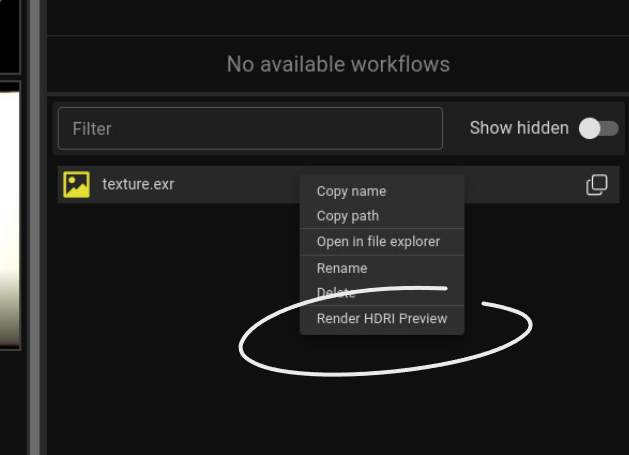 No available workflows
Filter
Show hidden
texture.exr
Copy name
Copy path
Open in file explorer
Rename
Delete
Render HDRI Preview